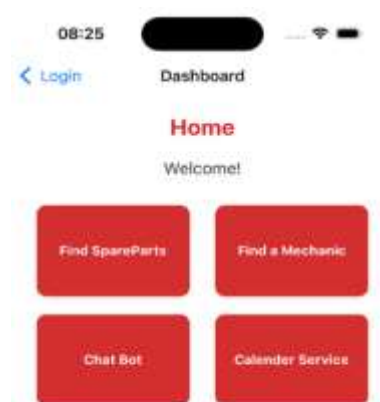 08:25
Login Dashboard
Home
Welcome!
Find SpareParts Find a Mechanic
Chat Bot Calender Service